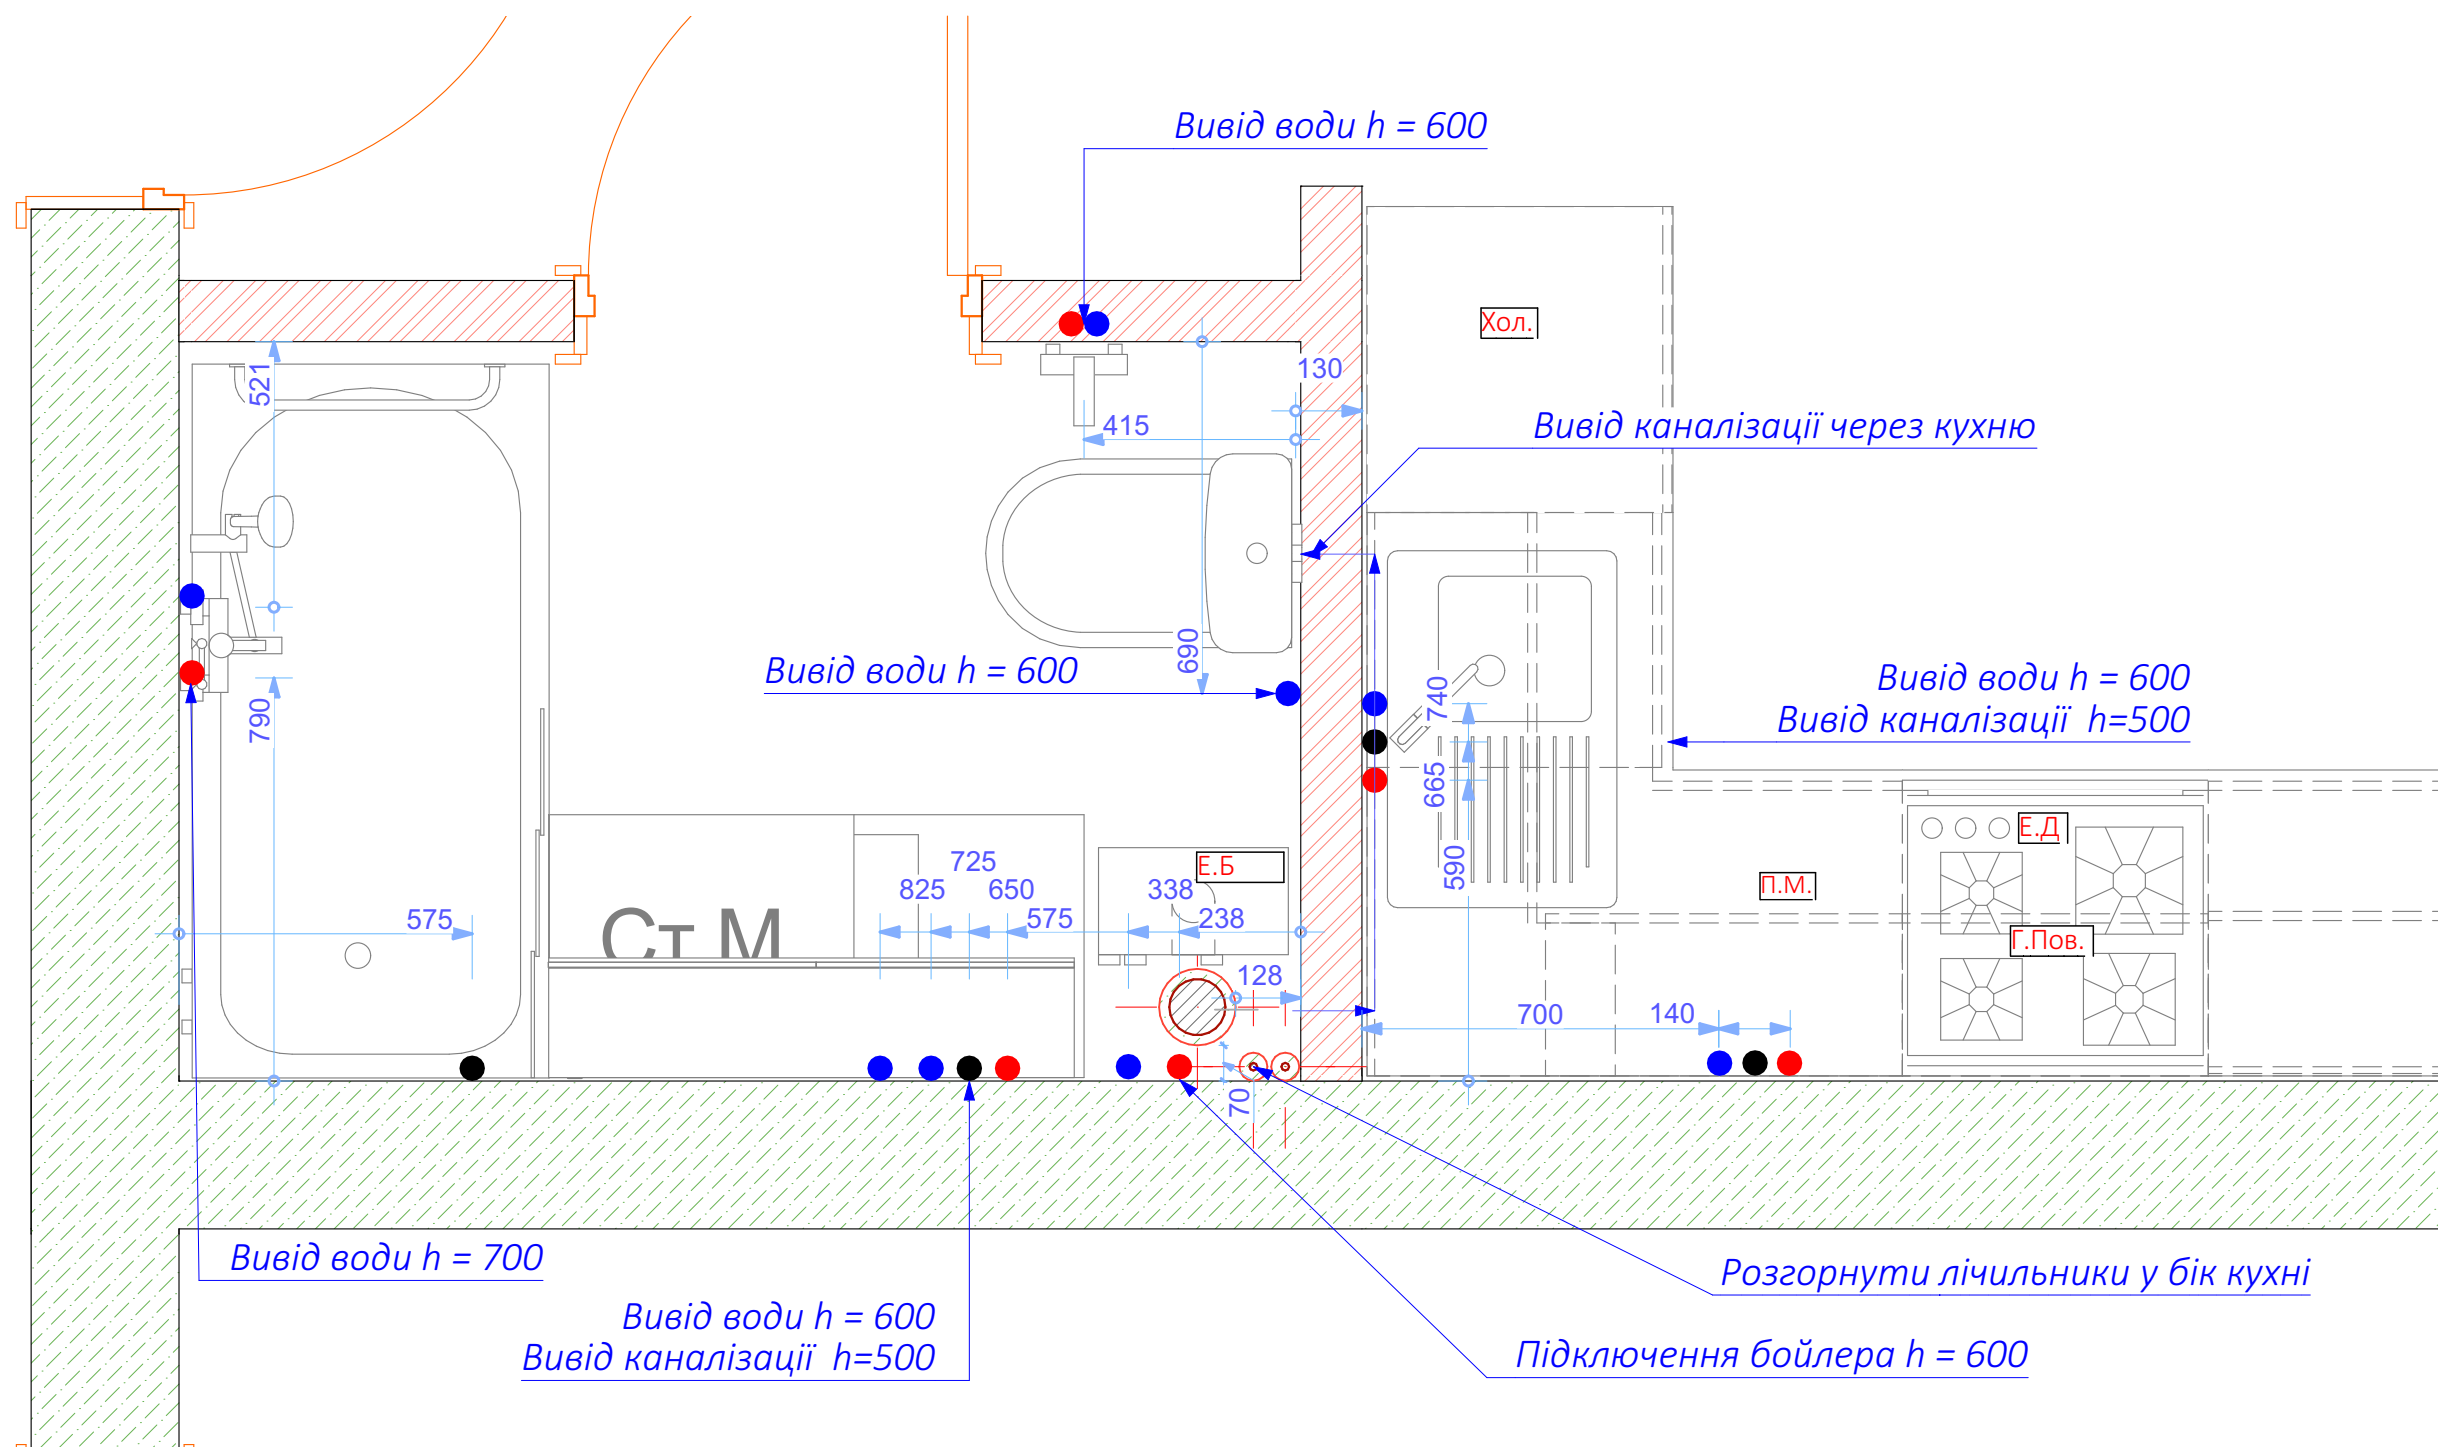 Вивід води h = 600
Хол.
130
521
415
Вивід каналізації через кухню
690
Вивід води h = 600
Вивід води h = 600
Вивід каналізації h=500
740
790
665
590
Е.Д
725
Е.Б
П.М.
825
650
338
575
575
238
Ст.М
Г.Пов.
128
700
140
70
Вивід води h = 700
Розгорнути лічильники у бік кухні
Вивід води h = 600
Вивід каналізації h=500
Підключення бойлера h = 600